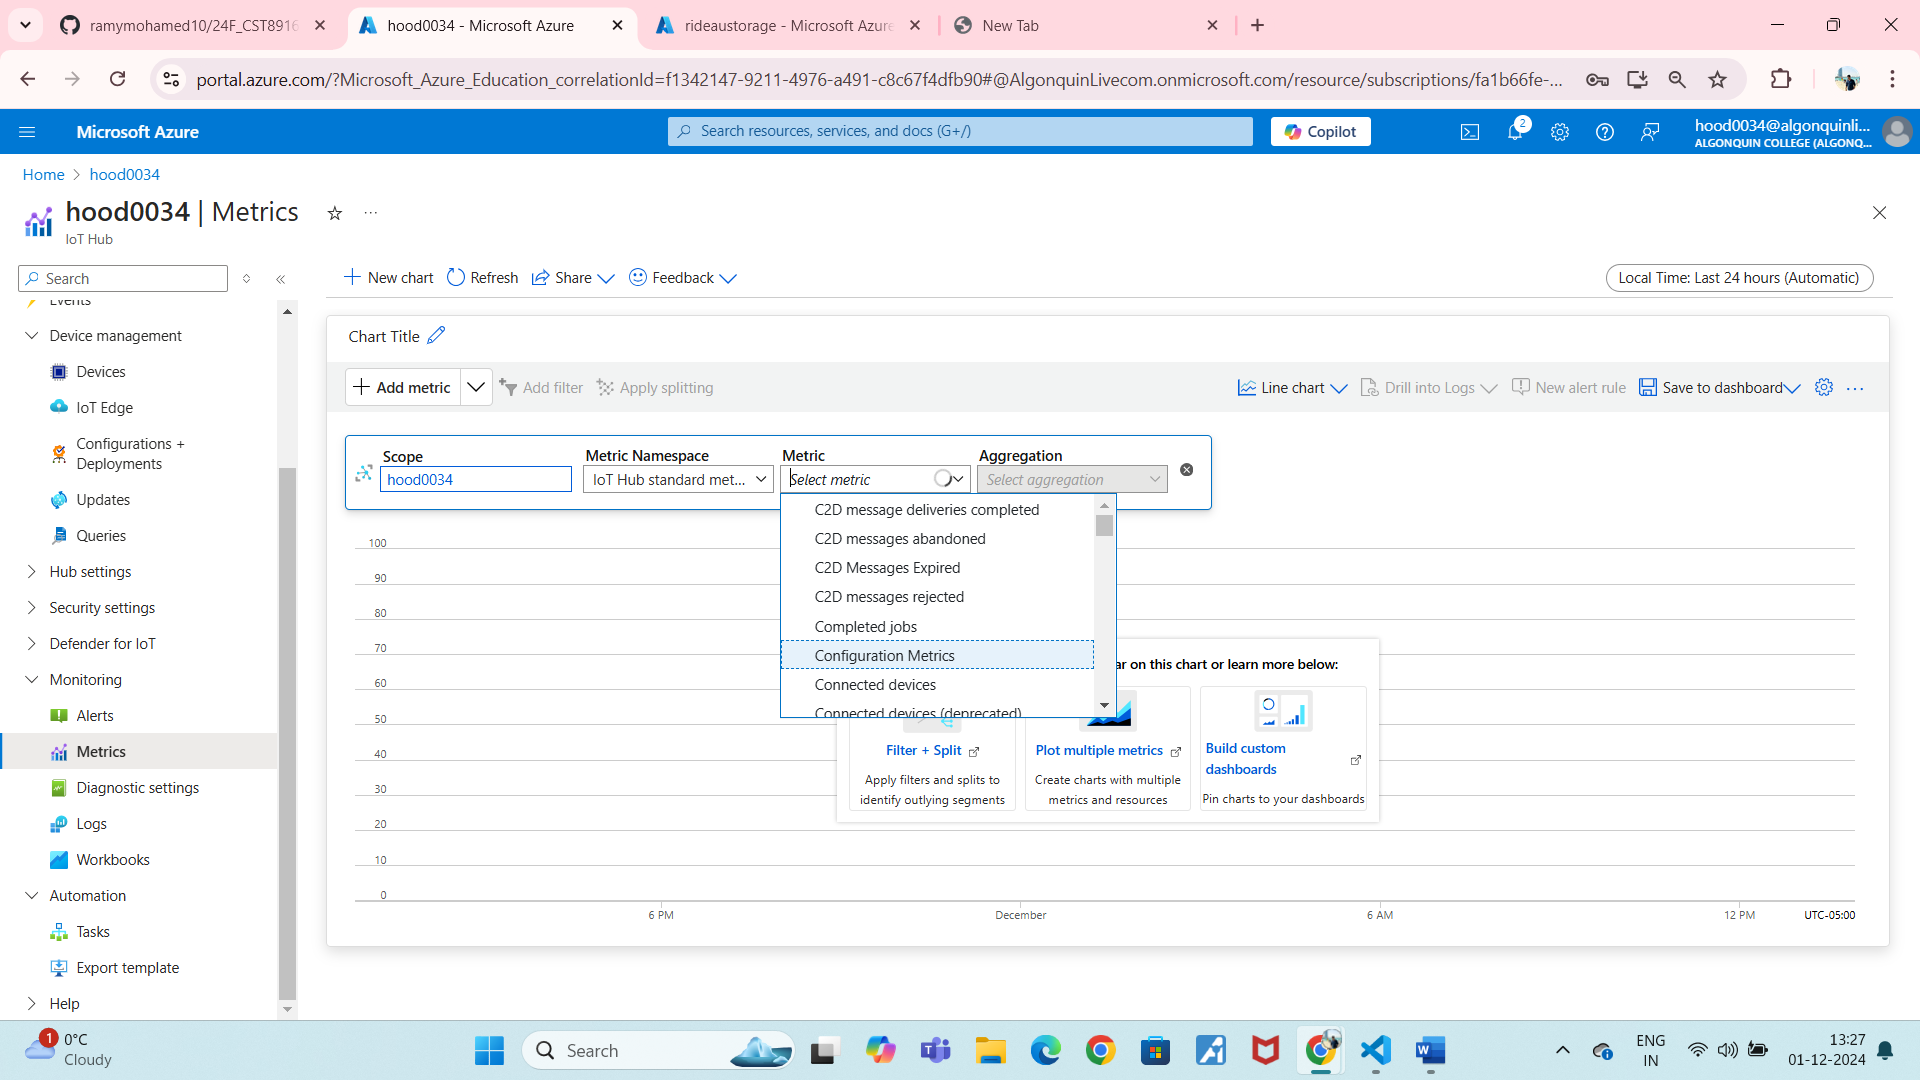 ramymohamed10/24F_CST8916
hood0034 - Microsoft Azure
rideaustorage - Microsoft Azure
New Tab
portal.azure.com/?Microsoft_Azure_Education_correlationId=f1342147-9211-4976-a491-c8c67f4dfb90#@AlgonquinLivecom.onmicrosoft.com/resource/subscriptions/fa1b66fe-...
Microsoft Azure
Search resources, services, and docs (G+/)
Copilot
2
hood0034@algonquinli...
ALGONQUIN COLLEGE (ALGONQ...
Home > hood0034
hood0034 | Metrics
IoT Hub
Search
New chart
Refresh
Share
Feedback
Local Time: Last 24 hours (Automatic)
Events
Device management
Devices
IoT Edge
Configurations +
Deployments
Updates
Queries
Hub settings
Security settings
Defender for IoT
Monitoring
Alerts
Metrics
Diagnostic settings
Logs
Workbooks
Automation
Tasks
Export template
Help
Chart Title
Add metric
Add filter
Apply splitting
Line chart
Drill into Logs
New alert rule
Save to dashboard
Scope
hood0034
Metric Namespace
IoT Hub standard met...
Metric
Select metric
Aggregation
Select aggregation
C2D message deliveries completed
C2D messages abandoned
C2D Messages Expired
C2D messages rejected
Completed jobs
Configuration Metrics
Connected devices
Connected devices (deprecated)
100
90
80
70
60
50
40
30
20
10
0
on this chart or learn more below:
Filter + Split
Apply filters and splits to
identify outlying segments
Plot multiple metrics
Create charts with multiple
metrics and resources
Build custom
dashboards
Pin charts to your dashboards
6 PM
December
6 AM
12 PM
UTC-05:00
1
0°C
Cloudy
Search
ENG
IN
13:27
01-12-2024